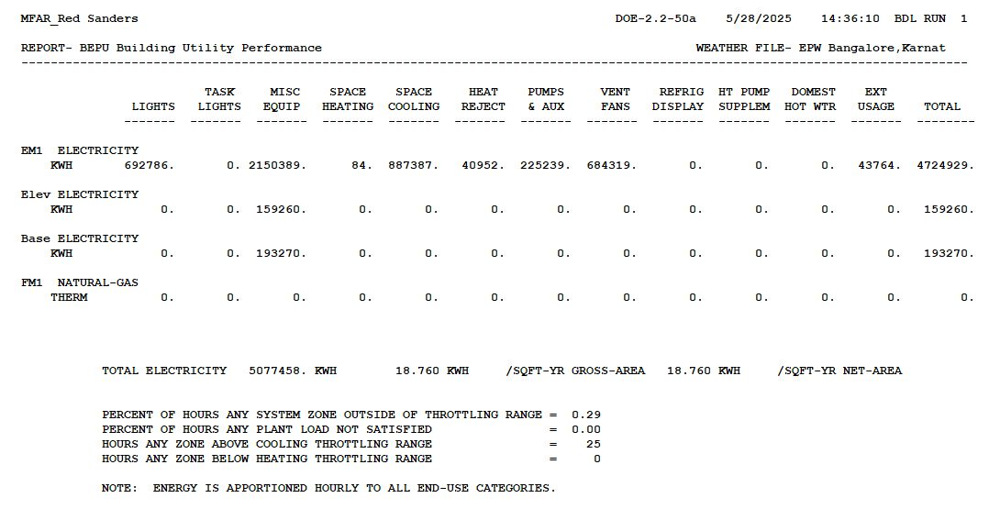 MFAR_Red Sanders DOE-2.2-50a 5/28/2025 14:36:10 BDL RUN 1
REPORT- BEPU Building Utility Performance WEATHER FILE- EPW Bangalore,Karnat
---------------------------------------------------------------------------------------------------------------------------------
TASK MISC SPACE SPACE HEAT PUMPS VENT REFRIG HT PUMP DOMEST EXT
LIGHTS LIGHTS EQUIP HEATING COOLING REJECT & AUX FANS DISPLAY SUPPLEM HOT WTR USAGE TOTAL
------- ------- ------- ------- ------- ------- ------- ------- ------- ------- ------- ------- --------
EM1 ELECTRICITY
KWH 692786. 0. 2150389. 84. 887387. 40952. 225239. 684319. 0. 0. 0. 43764. 4724929.
Elev ELECTRICITY
KWH 0. 0. 159260. 0. 0. 0. 0. 0. 0. 0. 0. 0. 159260.
Base ELECTRICITY
KWH 0. 0. 193270. 0. 0. 0. 0. 0. 0. 0. 0. 0. 193270.
FM1 NATURAL-GAS
THERM 0. 0. 0. 0. 0. 0. 0. 0. 0. 0. 0. 0. 0.
TOTAL ELECTRICITY 5077458. KWH 18.760 KWH /SQFT-YR GROSS-AREA 18.760 KWH /SQFT-YR NET-AREA
PERCENT OF HOURS ANY SYSTEM ZONE OUTSIDE OF THROTTLING RANGE = 0.29
PERCENT OF HOURS ANY PLANT LOAD NOT SATISFIED = 0.00
HOURS ANY ZONE ABOVE COOLING THROTTLING RANGE = 25
HOURS ANY ZONE BELOW HEATING THROTTLING RANGE = 0
NOTE: ENERGY IS APPORTIONED HOURLY TO ALL END-USE CATEGORIES.